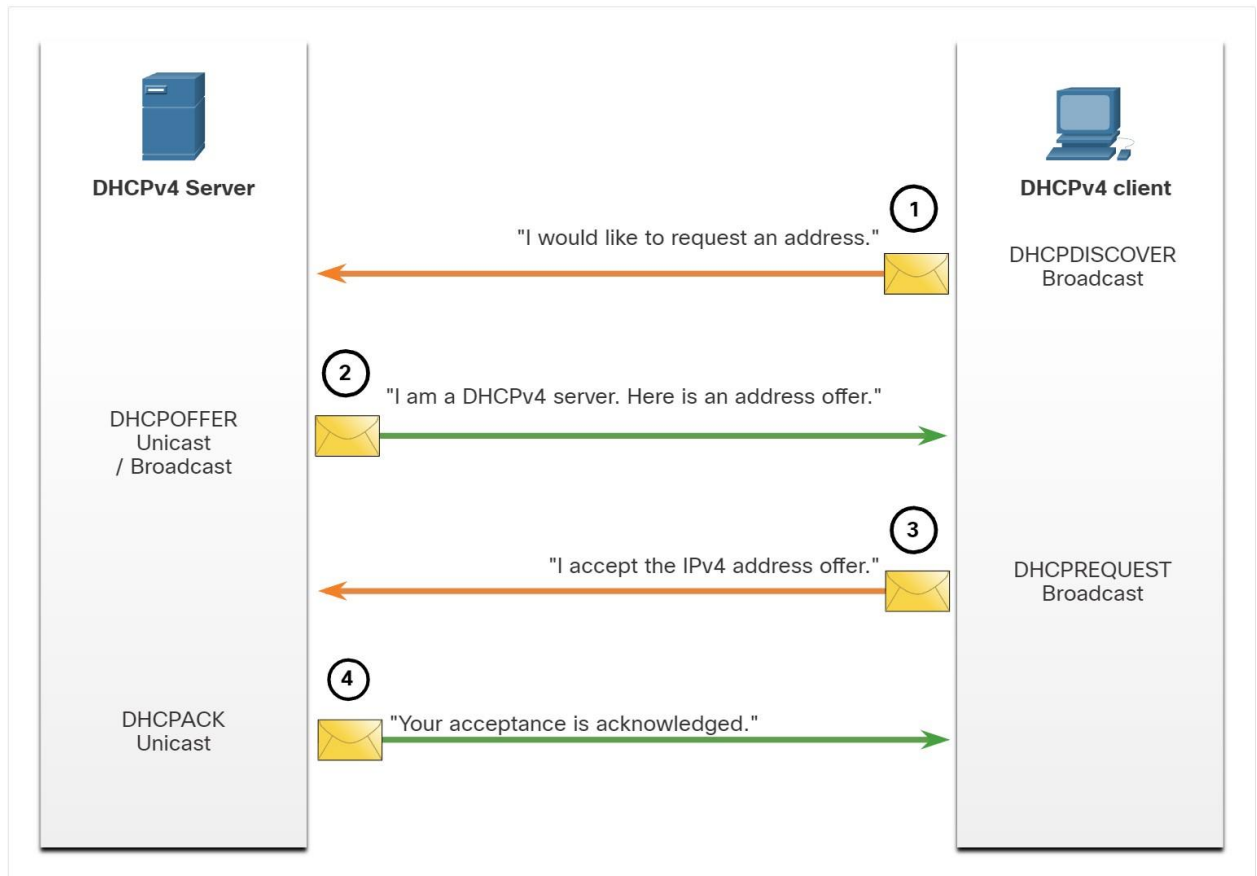 DHCPv4 Server
DHCPv4 client
1
"I would like to request an address."
DHCPDISCOVER
Broadcast
2
"I am a DHCPv4 server. Here is an address offer."
DHCPOFFER
Unicast
/ Broadcast
3
"I accept the IPv4 address offer."
DHCPREQUEST
Broadcast
4
"Your acceptance is acknowledged."
DHCPACK
Unicast